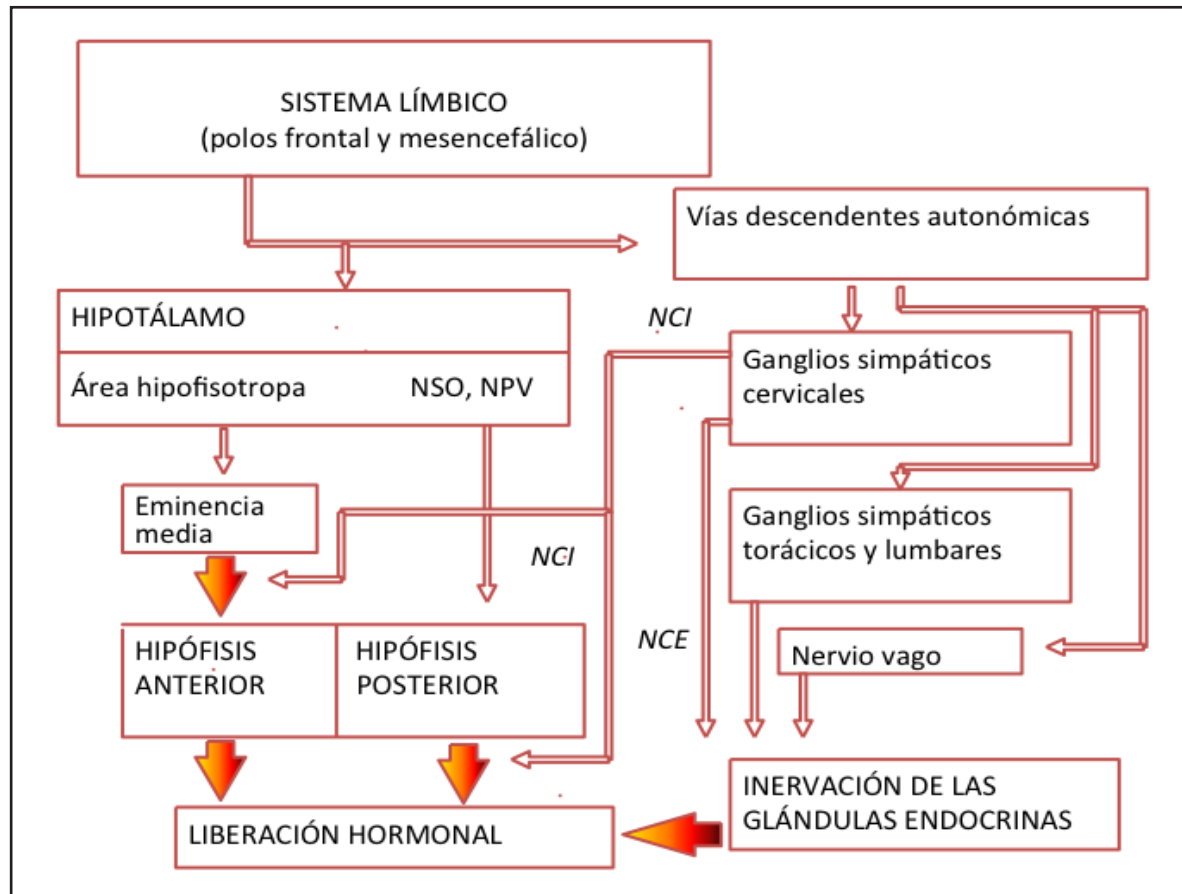 SISTEMA LÍMBICO
(polos frontal y mesencefálico)
Vías descendentes autonómicas
HIPOTÁLAMO
NCI
Área hipofisotropa NSO, NPV
Ganglios simpáticos
cervicales
Eminencia
media
Ganglios simpáticos
torácicos y lumbares
NCI
NCE
HIPÓFISIS
ANTERIOR
HIPÓFISIS
POSTERIOR
Nervio vago
INERVACIÓN DE LAS
GLÁNDULAS ENDOCRINAS
LIBERACIÓN HORMONAL